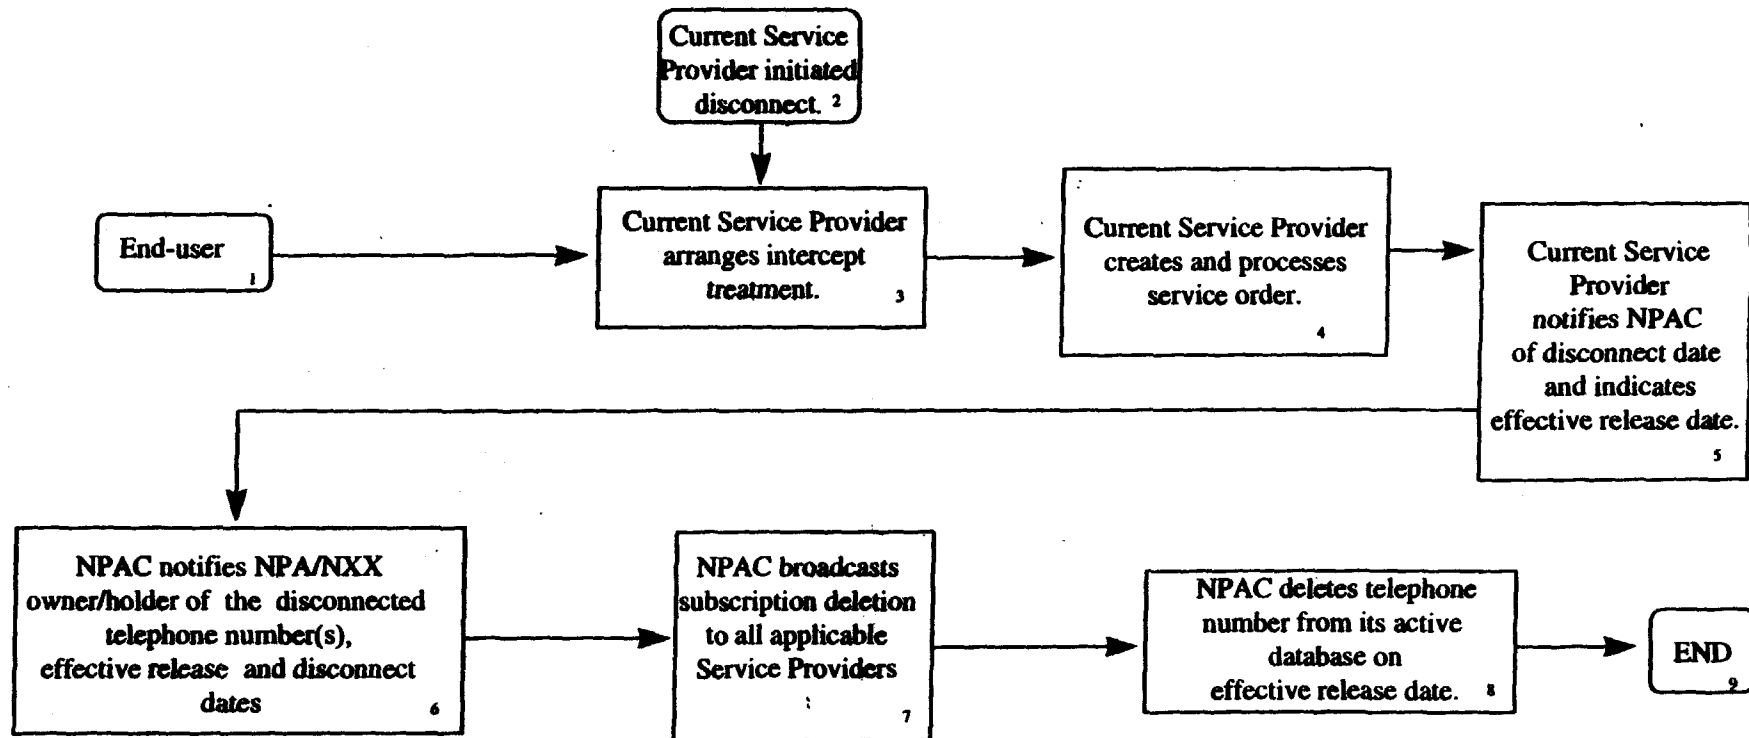 Current Service
Provider initiated
disconnect. 2
End-user
1
Current Service Provider
arranges intercept
treatment. 3
Current Service Provider
creates and processes
service order.
4
Current Service
Provider
notifies NPAC
of disconnect date
and indicates
effective release date.
5
NPAC notifies NPA/NXX
owner/holder of the disconnected
telephone number(s),
effective release and disconnect
dates 6
NPAC broadcasts
subscription deletion
to all applicable
Service Providers
7
NPAC deletes telephone
number from its active
database on
effective release date. 8
END
9